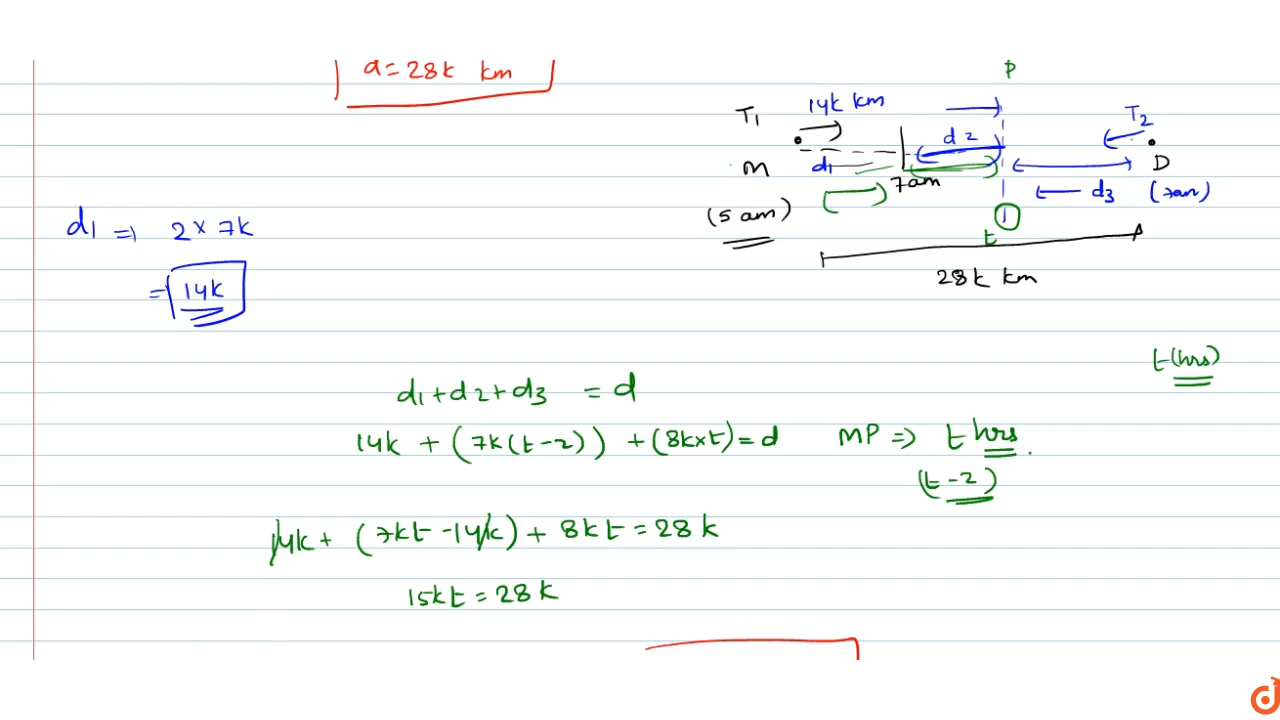 a = 28k km
P
T1 14k km d2 T2
M d1 7am D
(5 am) d3 (7am)
t
28k km
d1 ⇒ 2 × 7k
= 14k
t(hrs)
d1 + d2 + d3 = d
14k + (7k(t-2)) + (8k×t) = d MP ⇒ t hrs.
(t-2)
14k + (7kt - 14k) + 8kt = 28k
15kt = 28k